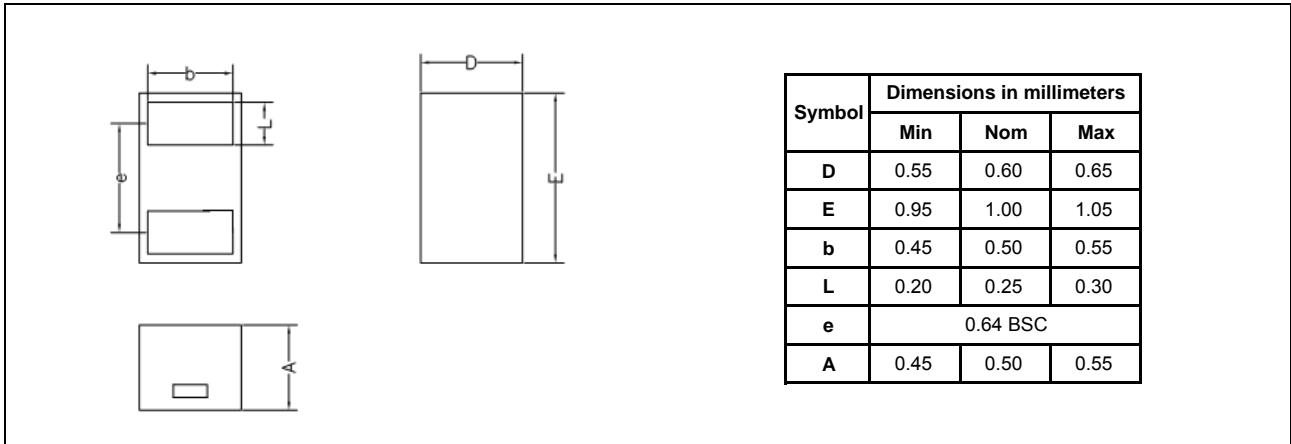 b
L
e
D
E
A
Symbol Dimensions in millimeters
Min Nom Max
D 0.55 0.60 0.65
E 0.95 1.00 1.05
b 0.45 0.50 0.55
L 0.20 0.25 0.30
e 0.64 BSC
A 0.45 0.50 0.55